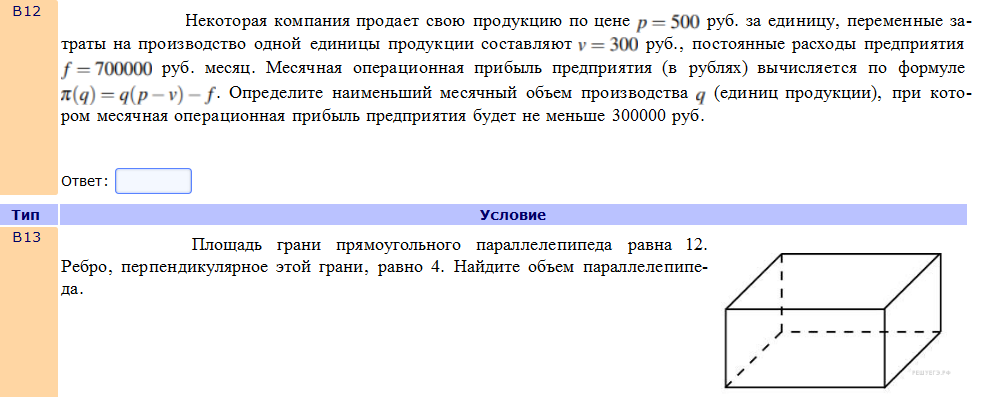 B12
Некоторая компания продает свою продукцию по цене p = 500 руб. за единицу, переменные за-
траты на производство одной единицы продукции составляют v = 300 руб., постоянные расходы предприятия
f = 700000 руб. месяц. Месячная операционная прибыль предприятия (в рублях) вычисляется по формуле
π(q) = q(p − v) − f. Определите наименьший месячный объем производства q (единиц продукции), при кото-
ром месячная операционная прибыль предприятия будет не меньше 300000 руб.
Ответ:
Тип Условие
B13
Площадь грани прямоугольного параллелепипеда равна 12.
Ребро, перпендикулярное этой грани, равно 4. Найдите объем параллелепипе-
да.
РЕШУЕГЭ.РФ